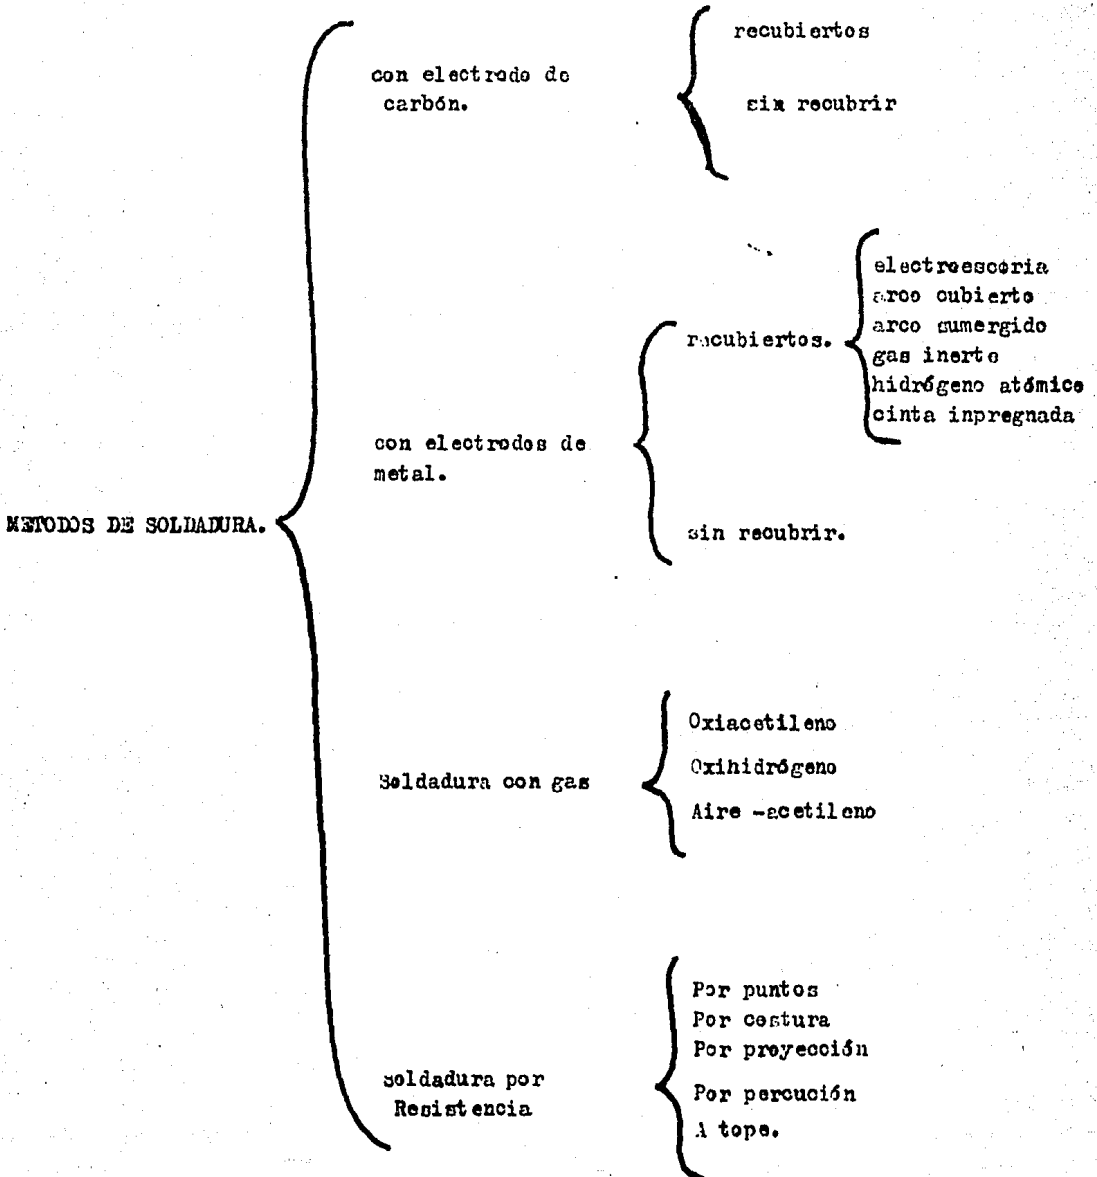 METODOS DE SOLDADURA.
con electrodo de
carbón.
recubiertos
sin recubrir
con electrodos de
metal.
recubiertos.
electroescoria
arco cubierto
arco sumergido
gas inerte
hidrógeno atómico
cinta inpregnada
sin recubrir.
Soldadura con gas
Oxiacetileno
Oxihidrógeno
Aire -acetileno
soldadura por
Resistencia
Por puntos
Por costura
Por proyección
Por percución
A tope.